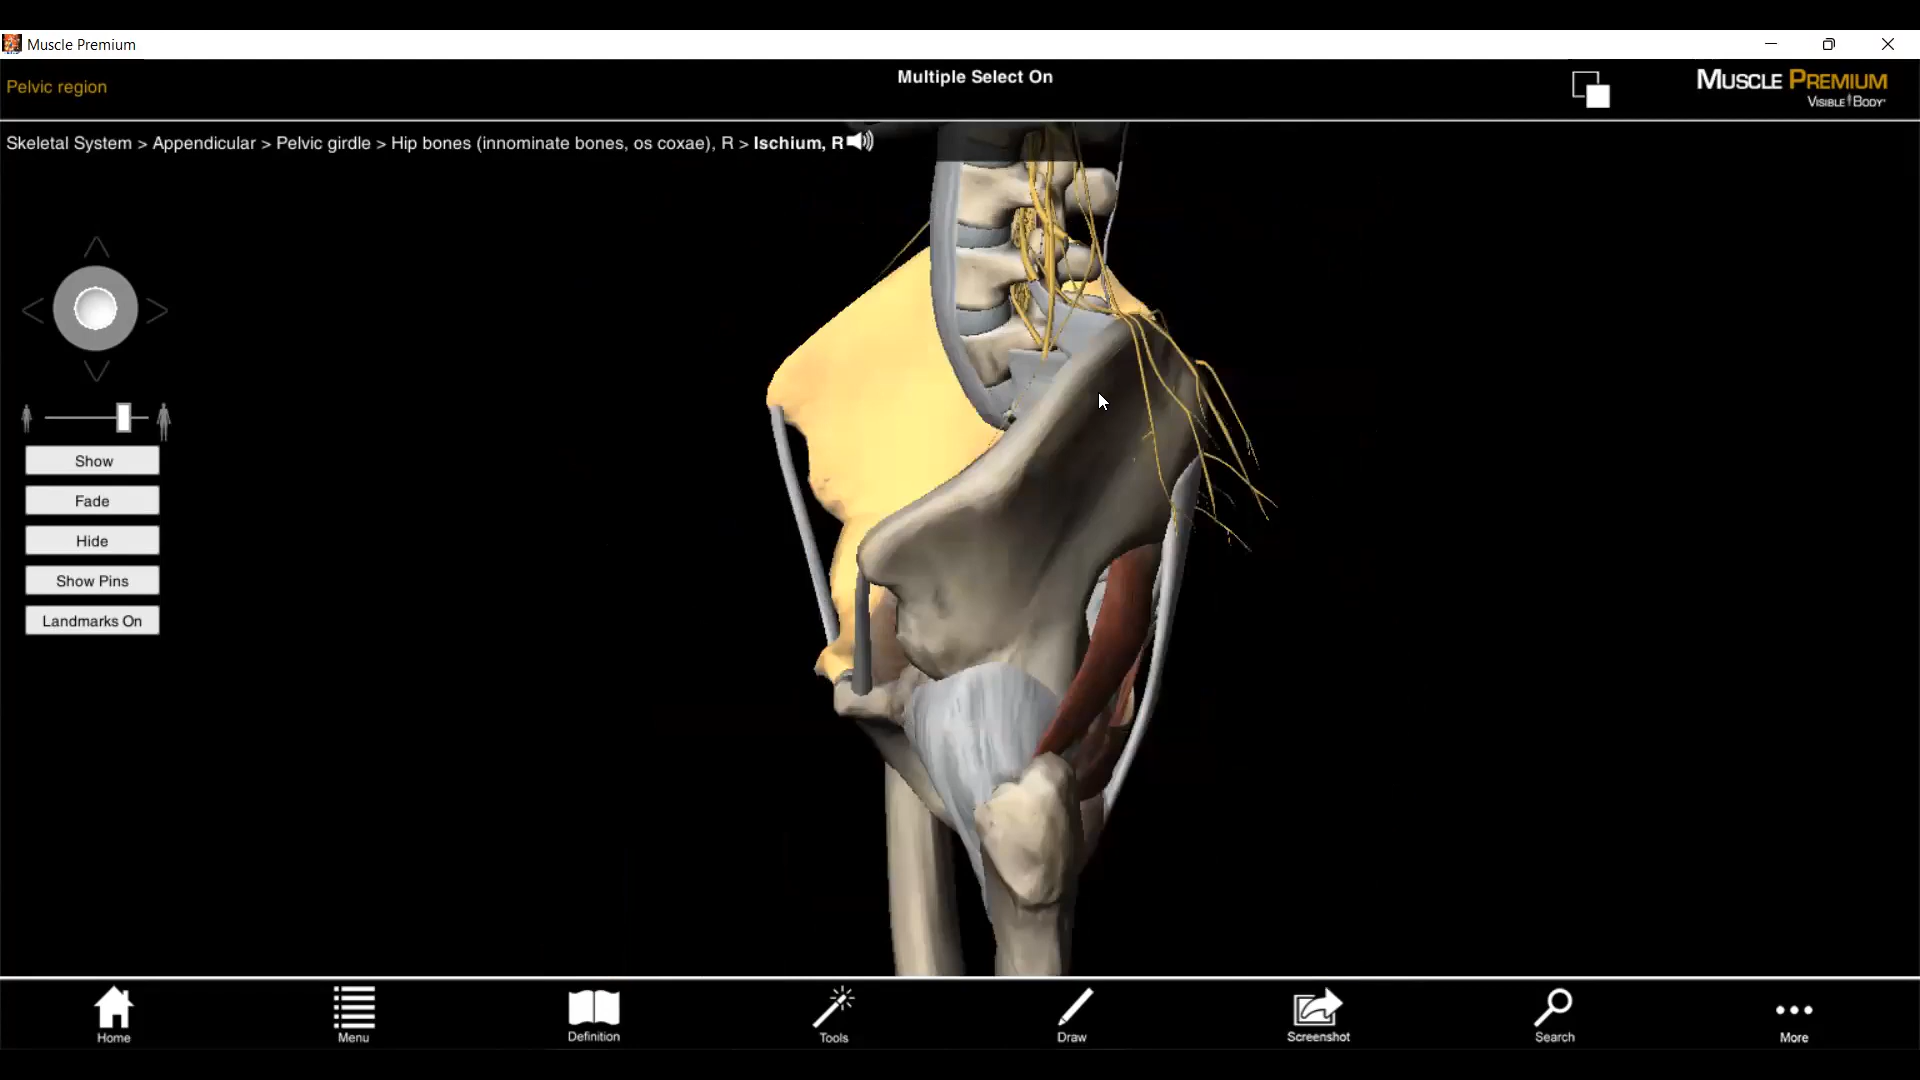 Muscle Premium
Pelvic region
Multiple Select On
MUSCLE PREMIUM
VISIBLE BODY
Skeletal System > Appendicular > Pelvic girdle > Hip bones (innominate bones, os coxae), R > Ischium, R
Show
Fade
Hide
Show Pins
Landmarks On
Home
Menu
Definition
Tools
Draw
Screenshot
Search
More